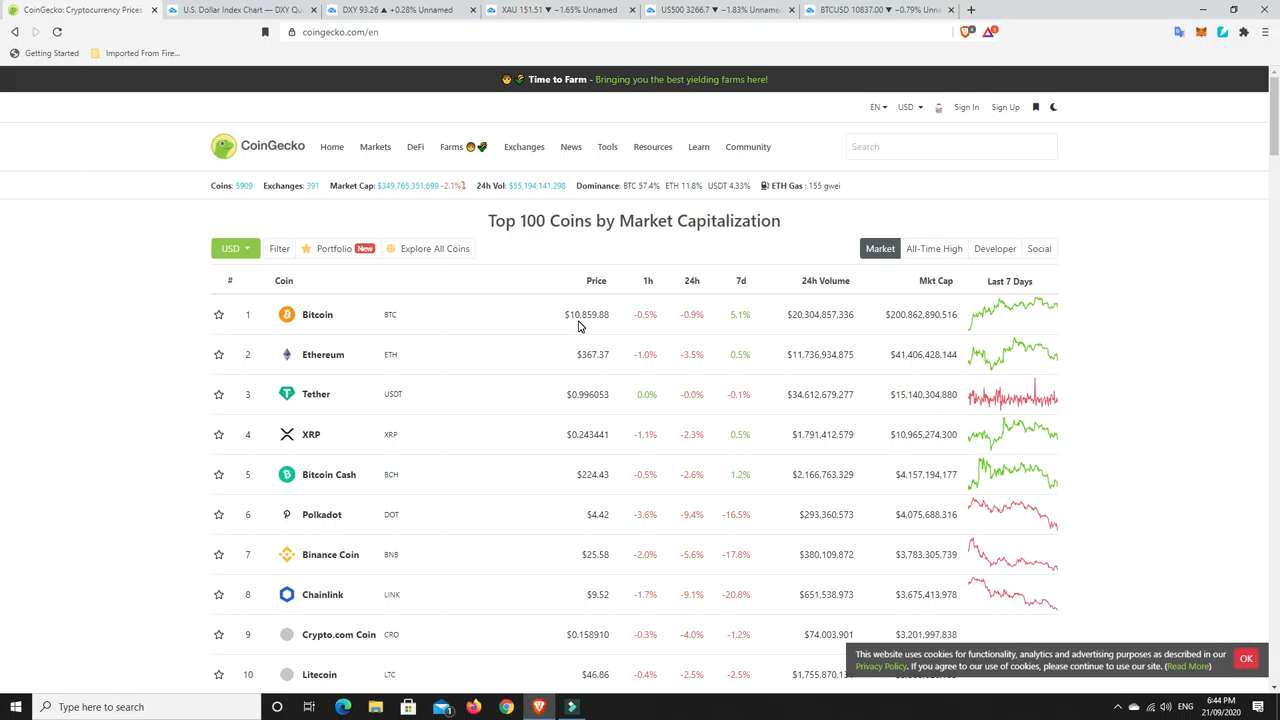 CoinGecko: Cryptocurrency Prices
U.S. Dollar Index Chart — DXY Qu
DXY 93.26 ▲ +0.28% Unnamed
XAU 151.51 ▼ −1.65% Unnamed
US500 3266.7 ▼ −1.83% Unname
BTCUSD 10837.00 ▼ −0.79% Unn
coingecko.com/en
Getting Started
Imported From Fire...
Time to Farm - Bringing you the best yielding farms here!
EN USD Sign In Sign Up
CoinGecko Home Markets DeFi Farms Exchanges News Tools Resources Learn Community Search
Coins: 5909 Exchanges: 391 Market Cap: $349,765,351,699 -2.1% 24h Vol: $55,194,141,298 Dominance: BTC 57.4% ETH 11.8% USDT 4.33% ETH Gas : 155 gwei
Top 100 Coins by Market Capitalization
USD Filter Portfolio New Explore All Coins Market All-Time High Developer Social
# Coin Price 1h 24h 7d 24h Volume Mkt Cap Last 7 Days
1 Bitcoin BTC $10,859.88 -0.5% -0.9% 5.1% $20,304,857,336 $200,862,890,516
2 Ethereum ETH $367.37 -1.0% -3.5% 0.5% $11,736,934,875 $41,406,428,144
3 Tether USDT $0.996053 0.0% -0.0% -0.1% $34,612,679,277 $15,140,304,880
4 XRP XRP $0.243441 -1.1% -2.3% 0.5% $1,791,412,579 $10,965,274,300
5 Bitcoin Cash BCH $224.43 -0.5% -2.6% 1.2% $2,166,763,329 $4,157,194,177
6 Polkadot DOT $4.42 -3.6% -9.4% -16.5% $293,360,573 $4,075,688,316
7 Binance Coin BNB $25.58 -2.0% -5.6% -17.8% $380,109,872 $3,783,305,739
8 Chainlink LINK $9.52 -1.7% -9.1% -20.8% $651,538,973 $3,675,413,978
9 Crypto.com Coin CRO $0.158910 -0.3% -4.0% -1.2% $74,003,901 $3,201,997,838
10 Litecoin LTC $46.86 -0.4% -2.5% -2.5%
This website uses cookies for functionality, analytics and advertising purposes as described in our
Privacy Policy. If you agree to our use of cookies, please continue to use our site. (Read More)
OK
Type here to search
ENG
6:44 PM
21/09/2020